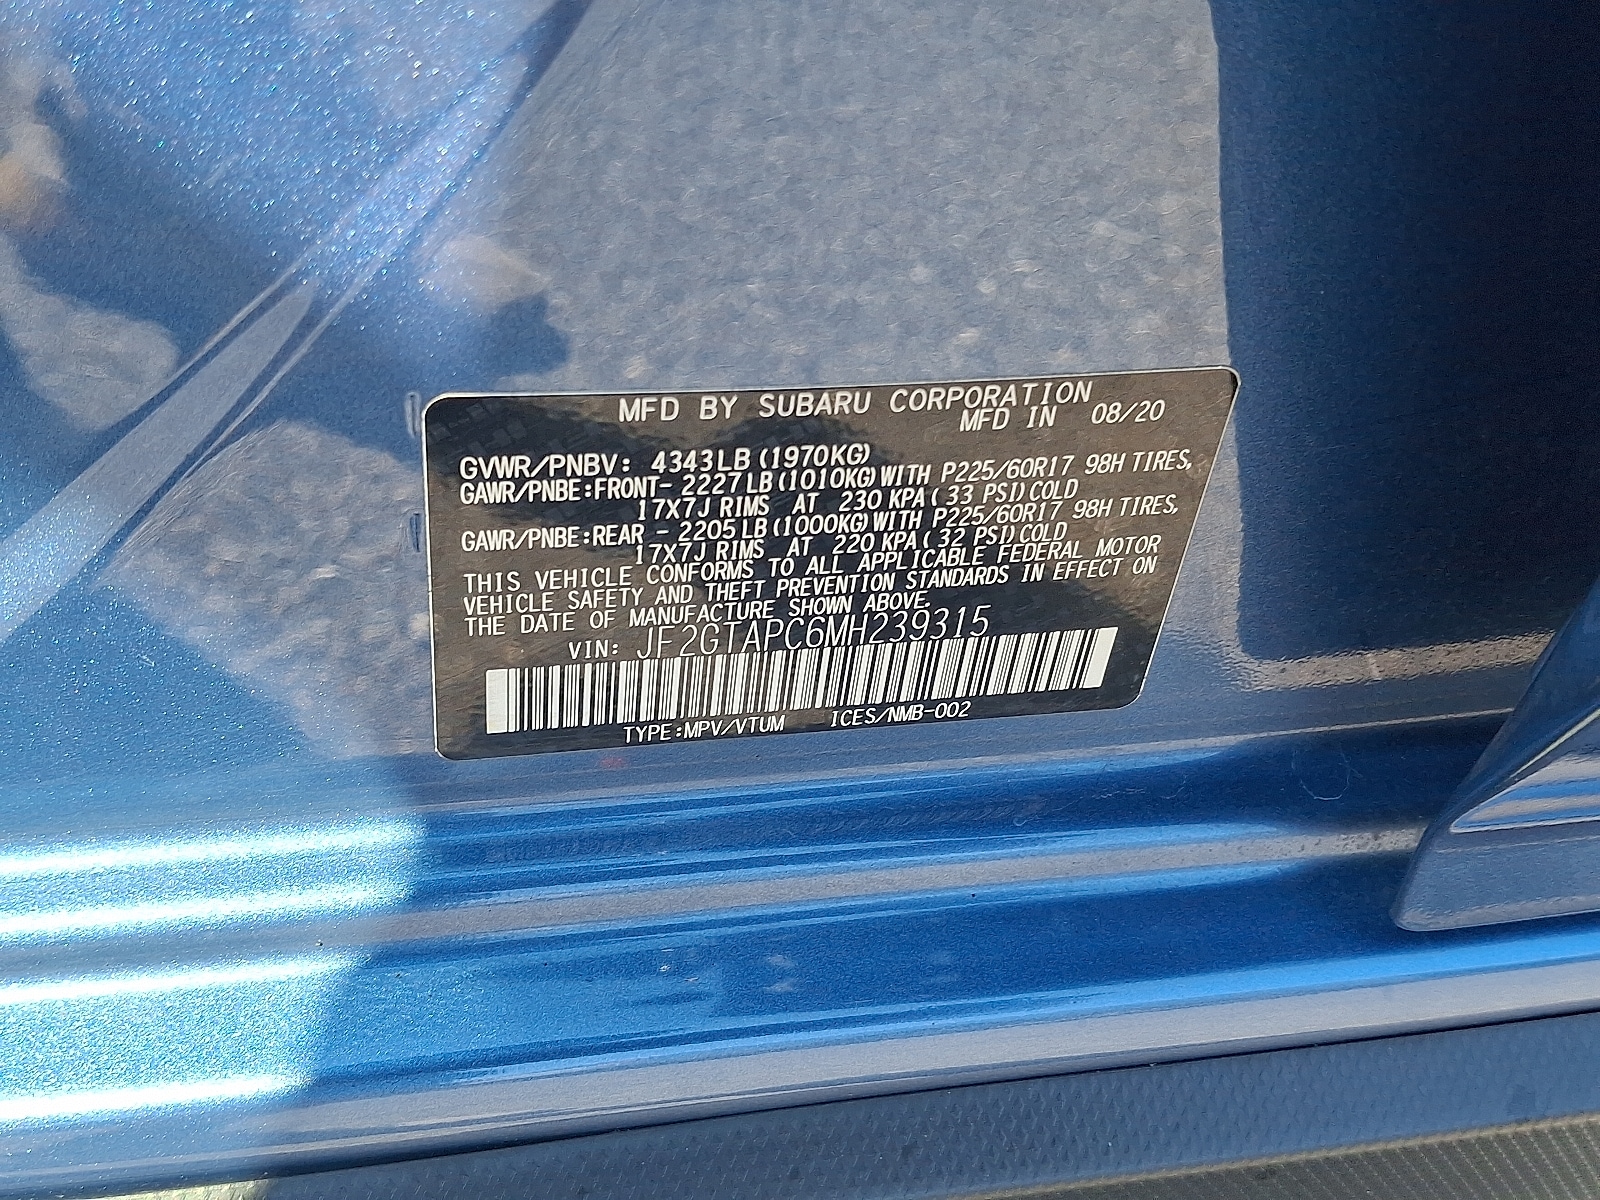 MFD BY SUBARU CORPORATION
MFD IN 08/20
GVWR/PNBV: 4343LB (1970KG)
GAWR/PNBE:FRONT- 2227LB (1010KG) WITH P225/60R17 98H TIRES,
17X7J RIMS AT 230 KPA ( 33 PSI) COLD
GAWR/PNBE:REAR - 2205LB (1000KG) WITH P225/60R17 98H TIRES,
17X7J RIMS AT 220 KPA ( 32 PSI) COLD
THIS VEHICLE CONFORMS TO ALL APPLICABLE FEDERAL MOTOR
VEHICLE SAFETY AND THEFT PREVENTION STANDARDS IN EFFECT ON
THE DATE OF MANUFACTURE SHOWN ABOVE.
VIN: JF2GTAPC6MH239315
TYPE:MPV/VTUM ICES/NMB-002